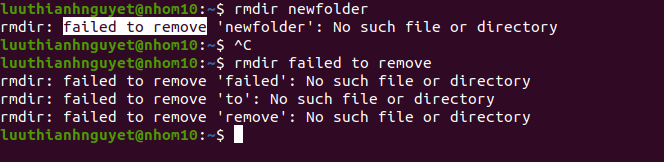 luuthianhnguyet@nhom10:~$ rmdir newfolder
rmdir: failed to remove 'newfolder': No such file or directory
luuthianhnguyet@nhom10:~$ ^C
luuthianhnguyet@nhom10:~$ rmdir failed to remove
rmdir: failed to remove 'failed': No such file or directory
rmdir: failed to remove 'to': No such file or directory
rmdir: failed to remove 'remove': No such file or directory
luuthianhnguyet@nhom10:~$